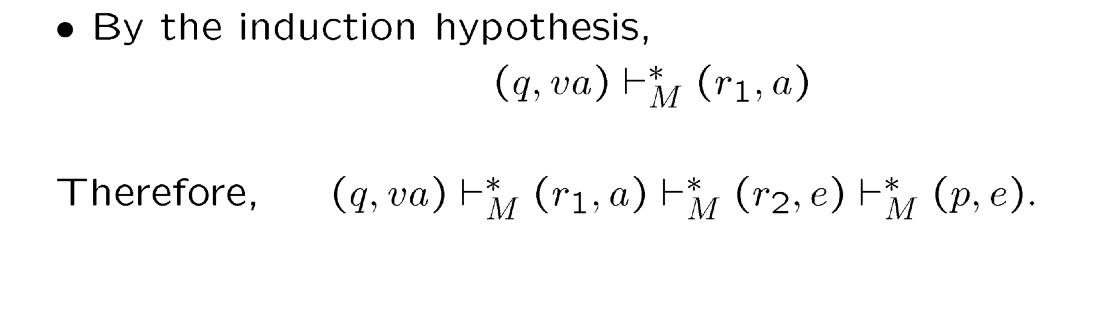 • By the induction hypothesis,
(q, va) ⊢*_M (r_1, a)
Therefore, (q, va) ⊢*_M (r_1, a) ⊢*_M (r_2, e) ⊢*_M (p, e).